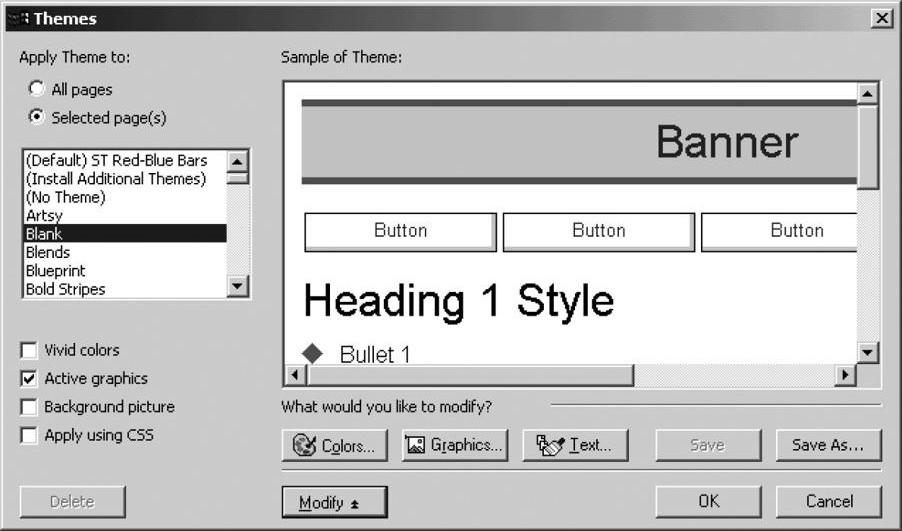 Themes
Apply Theme to:
All pages
Selected page(s)
(Default) ST Red-Blue Bars
(Install Additional Themes)
(No Theme)
Artsy
Blank
Blends
Blueprint
Bold Stripes
Vivid colors
Active graphics
Background picture
Apply using CSS
Delete
Sample of Theme:
Banner
Button Button Button
Heading 1 Style
Bullet 1
What would you like to modify?
Colors... Graphics... Text... Save Save As...
Modify OK Cancel